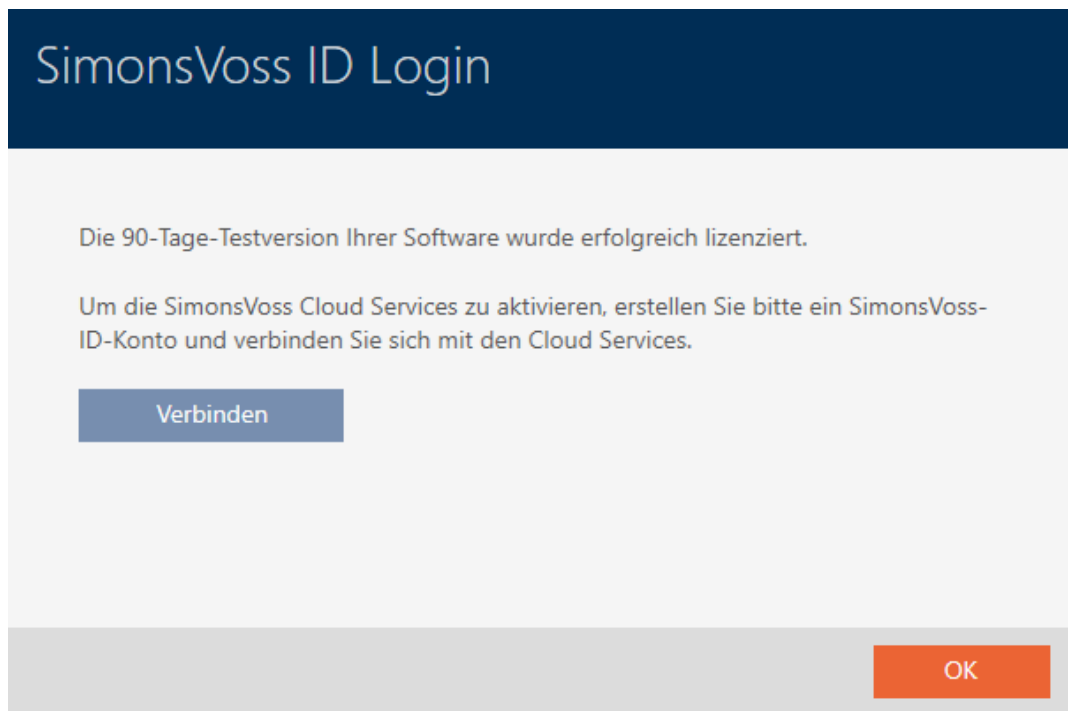 SimonsVoss ID Login
Die 90-Tage-Testversion Ihrer Software wurde erfolgreich lizenziert.
Um die SimonsVoss Cloud Services zu aktivieren, erstellen Sie bitte ein SimonsVoss-
ID-Konto und verbinden Sie sich mit den Cloud Services.
Verbinden
OK